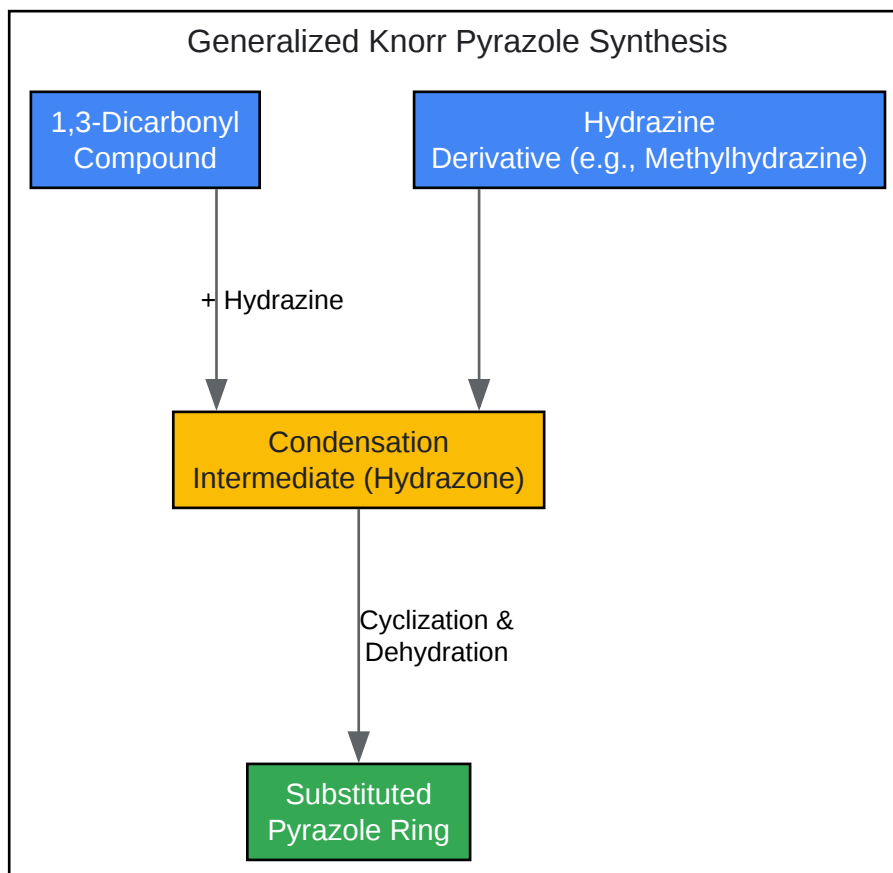 Generalized Knorr Pyrazole Synthesis
1,3-Dicarbonyl
Compound
Hydrazine
Derivative (e.g., Methylhydrazine)
+ Hydrazine
Condensation
Intermediate (Hydrazone)
Cyclization &
Dehydration
Substituted
Pyrazole Ring